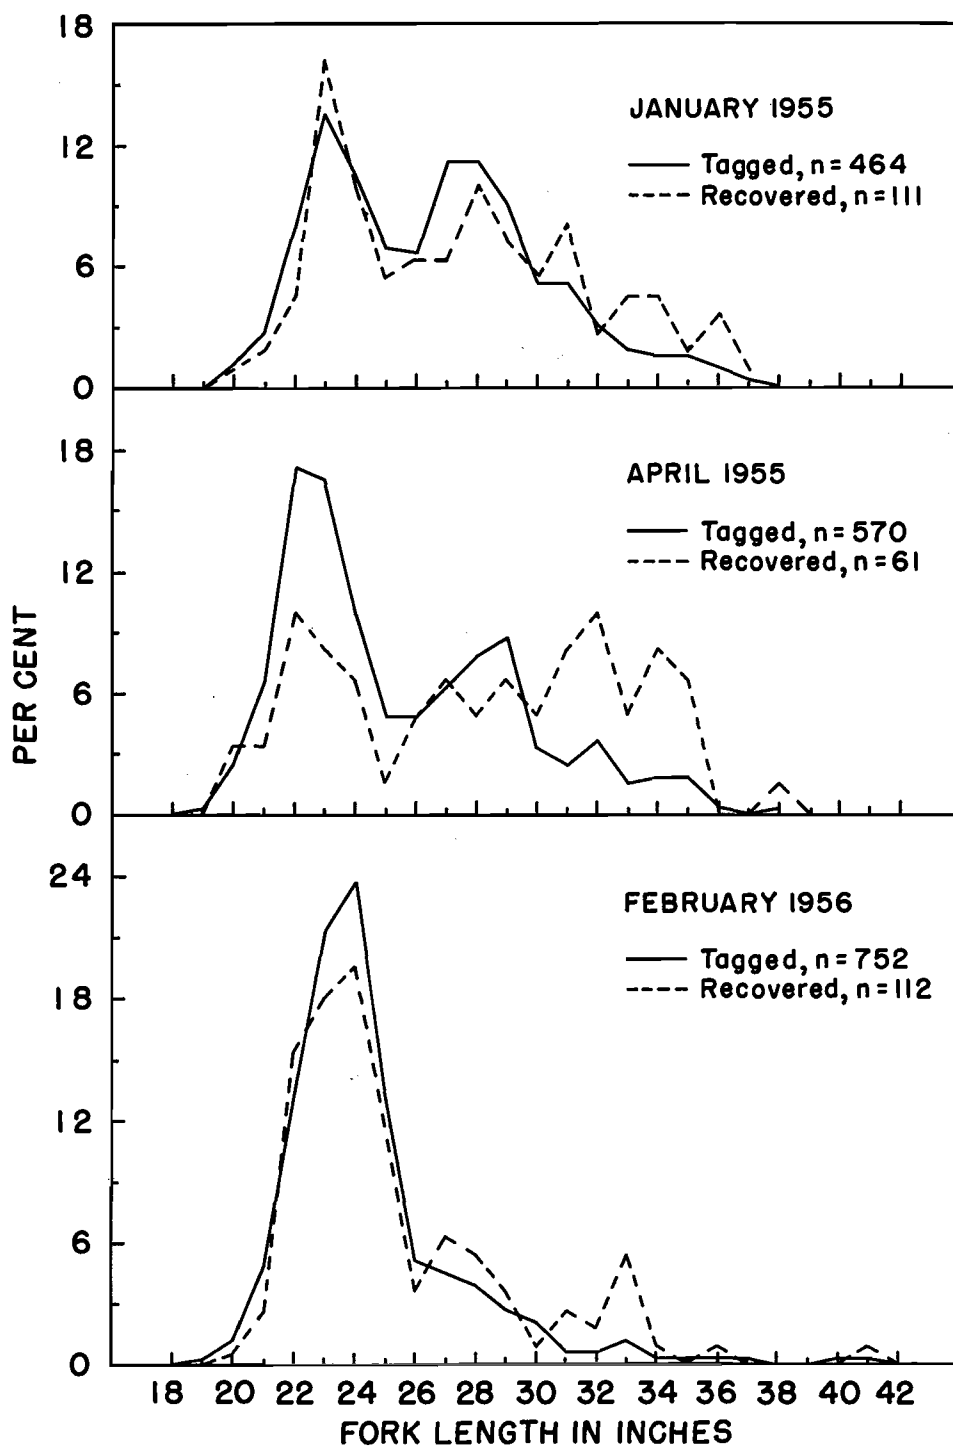 18
12
6
0
JANUARY 1955
Tagged, n=464
Recovered, n=111
18
12
6
0
APRIL 1955
Tagged, n=570
Recovered, n=61
PER CENT
24
18
12
6
0
FEBRUARY 1956
Tagged, n=752
Recovered, n=112
18 20 22 24 26 28 30 32 34 36 38 40 42
FORK LENGTH IN INCHES